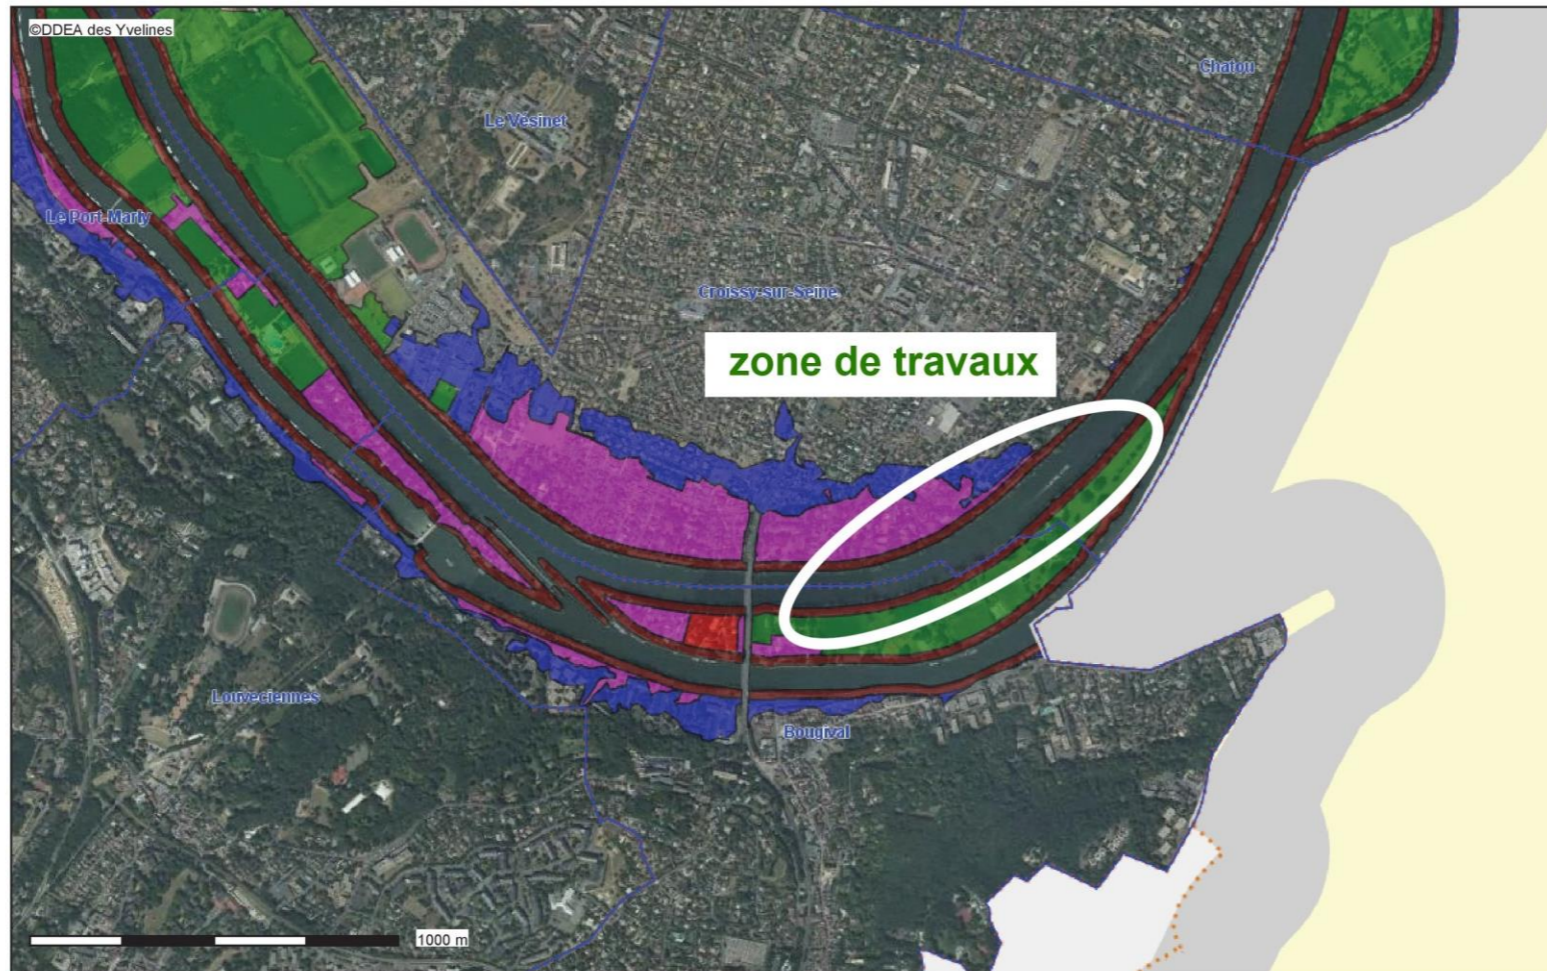 ©DDEA des Yvelines
Chatou
Le Vésinet
Le Port-Marly
Croissy-sur-Seine
zone de travaux
Louveciennes
Bougival
1000 m